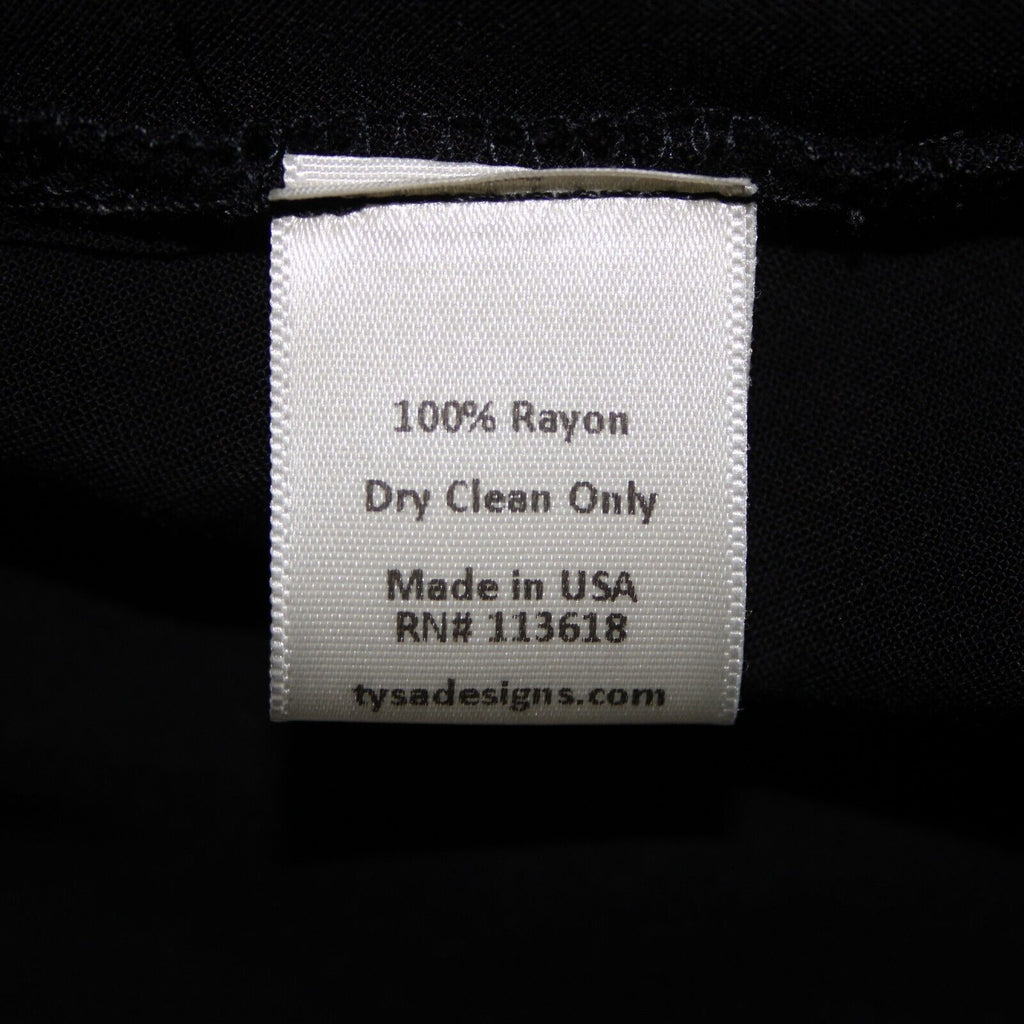 100% Rayon
Dry Clean Only
Made in USA
RN# 113618
tysadesigns.com